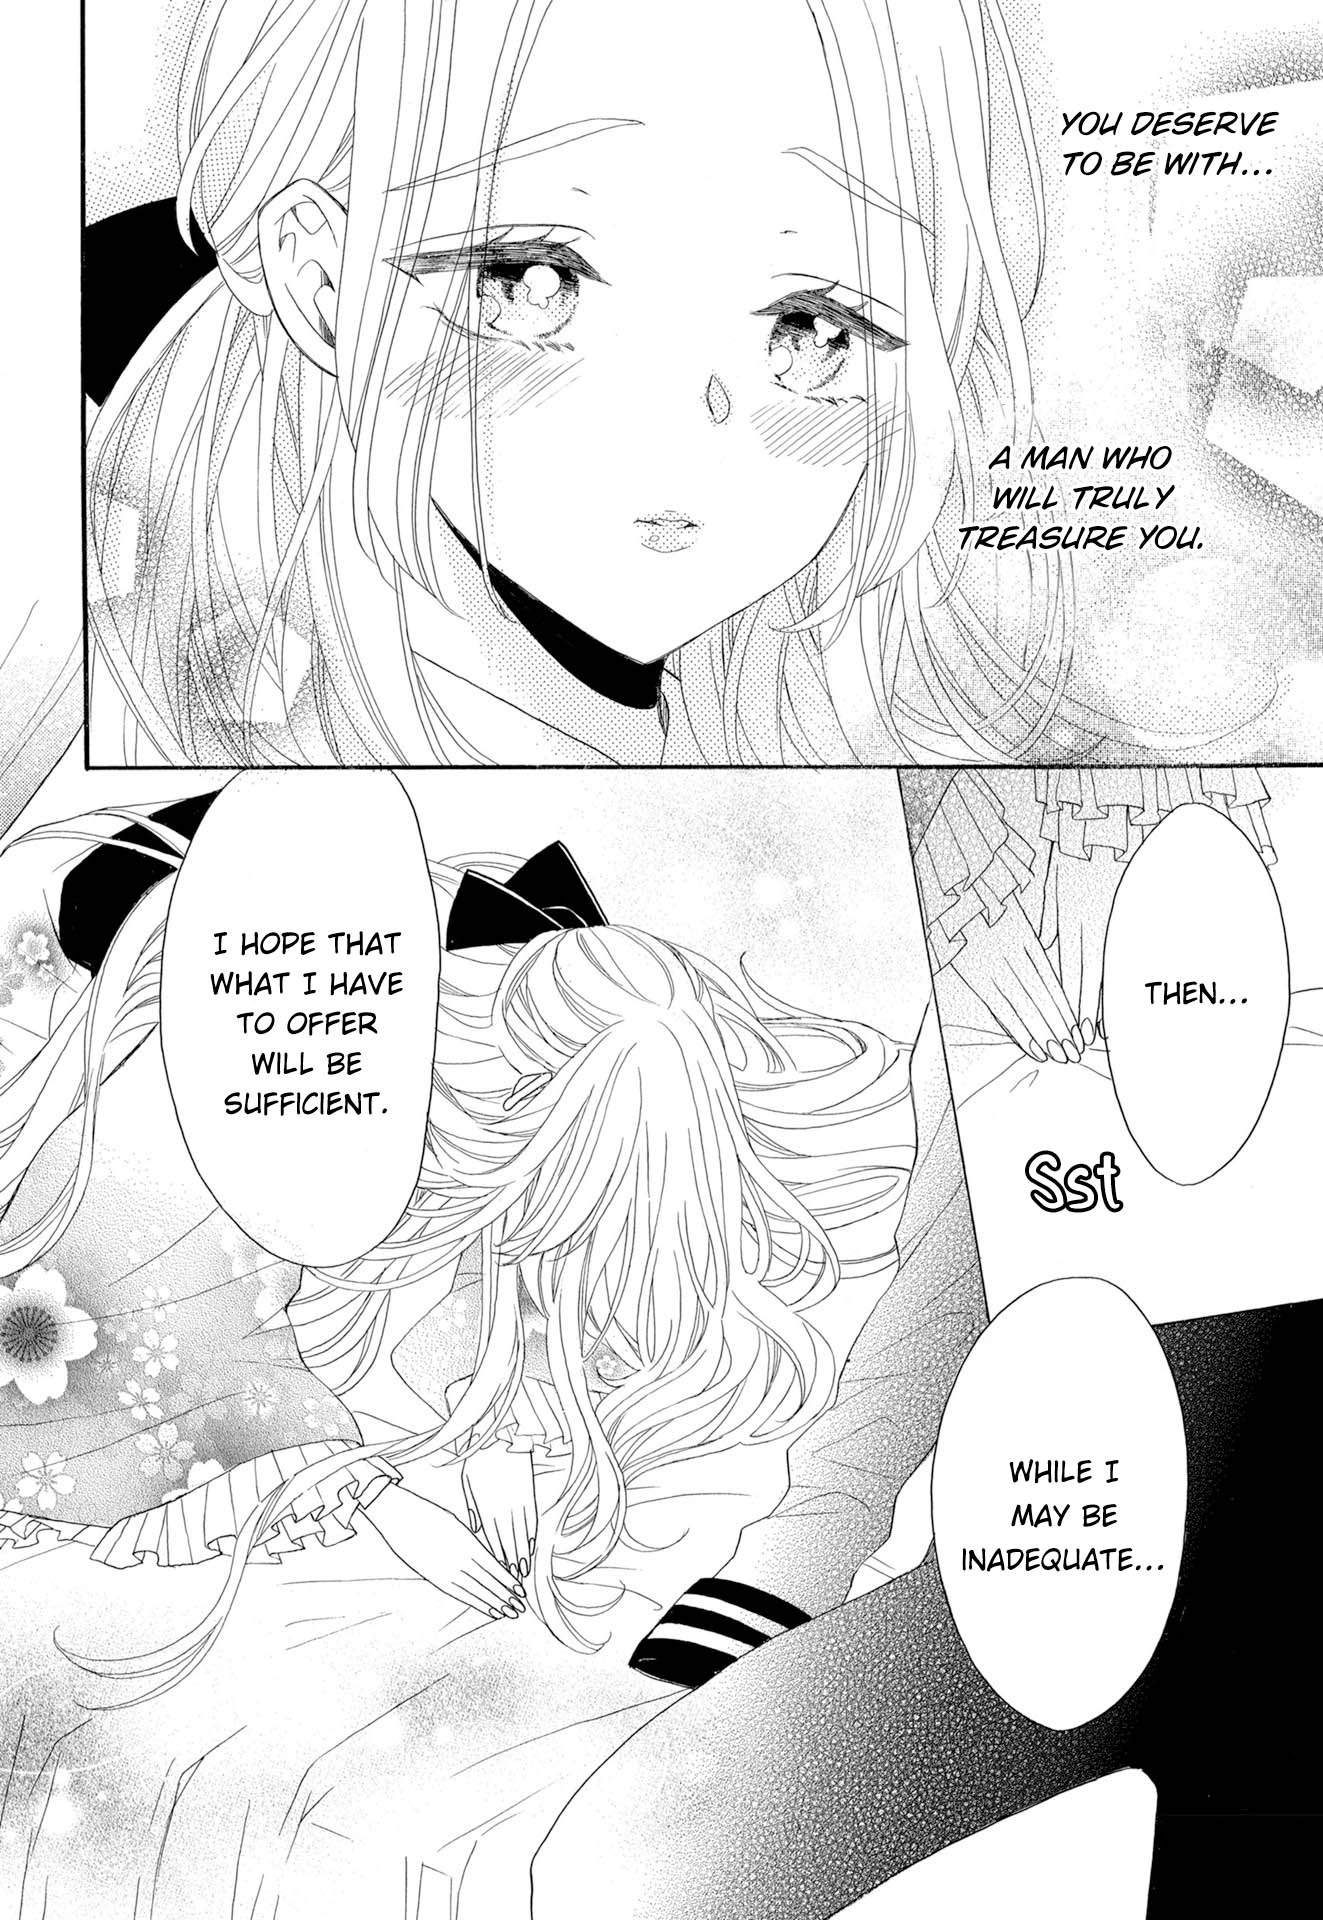 YOU DESERVE
TO BE WITH...
A MAN WHO
WILL TRULY
TREASURE YOU.
THEN...
Sst
WHILE I
MAY BE
INADEQUATE...
I HOPE THAT
WHAT I HAVE
TO OFFER
WILL BE
SUFFICIENT.